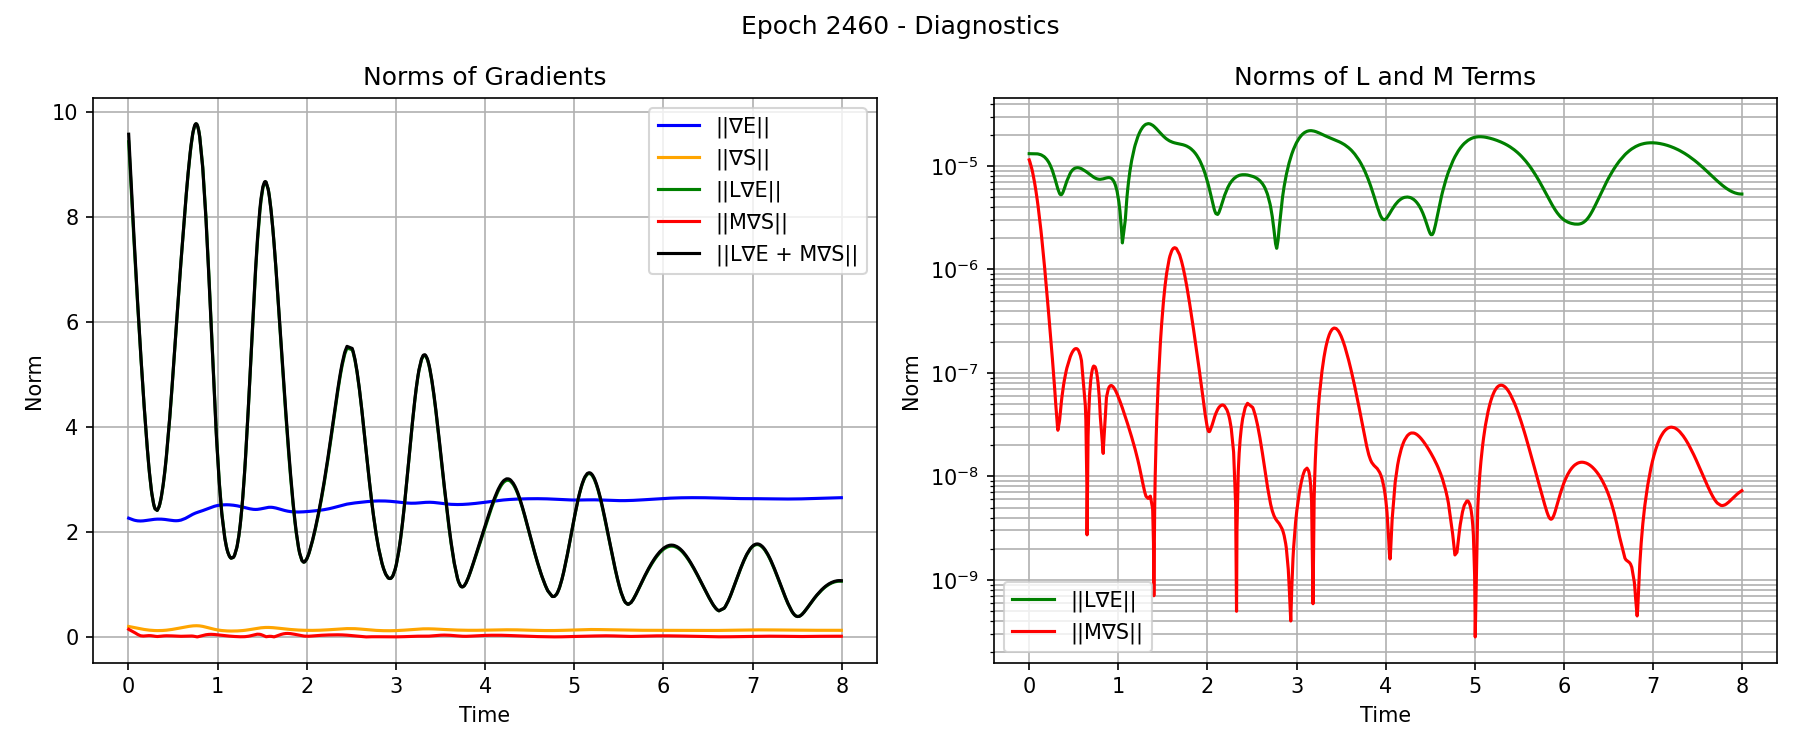 Epoch 2460 - Diagnostics
Norms of Gradients
10
8
6
4
2
0
Norm
0 1 2 3 4 5 6 7 8
Time
||∇E||
||∇S||
||L∇E||
||M∇S||
||L∇E + M∇S||
Norms of L and M Terms
10⁻⁵
10⁻⁶
10⁻⁷
10⁻⁸
10⁻⁹
Norm
0 1 2 3 4 5 6 7 8
Time
||L∇E||
||M∇S||